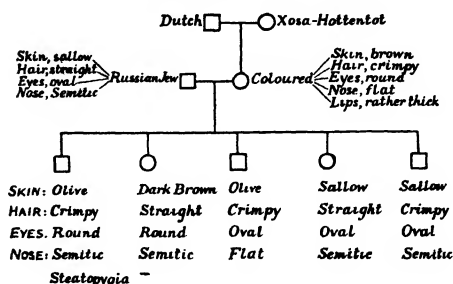 Dutch Xosa-Hottentot
Skin, sallow
Hair, straight
Eyes, oval
Nose, Semitic
Russian Jew
Coloured
Skin, brown
Hair, crimpy
Eyes, round
Nose, flat
Lips, rather thick
SKIN: Olive Dark Brown Olive Sallow Sallow
HAIR: Crimpy Straight Crimpy Straight Crimpy
EYES. Round Round Oval Oval Oval
NOSE: Semitic Semitic Flat Semitic Semitic
Steatopygia –